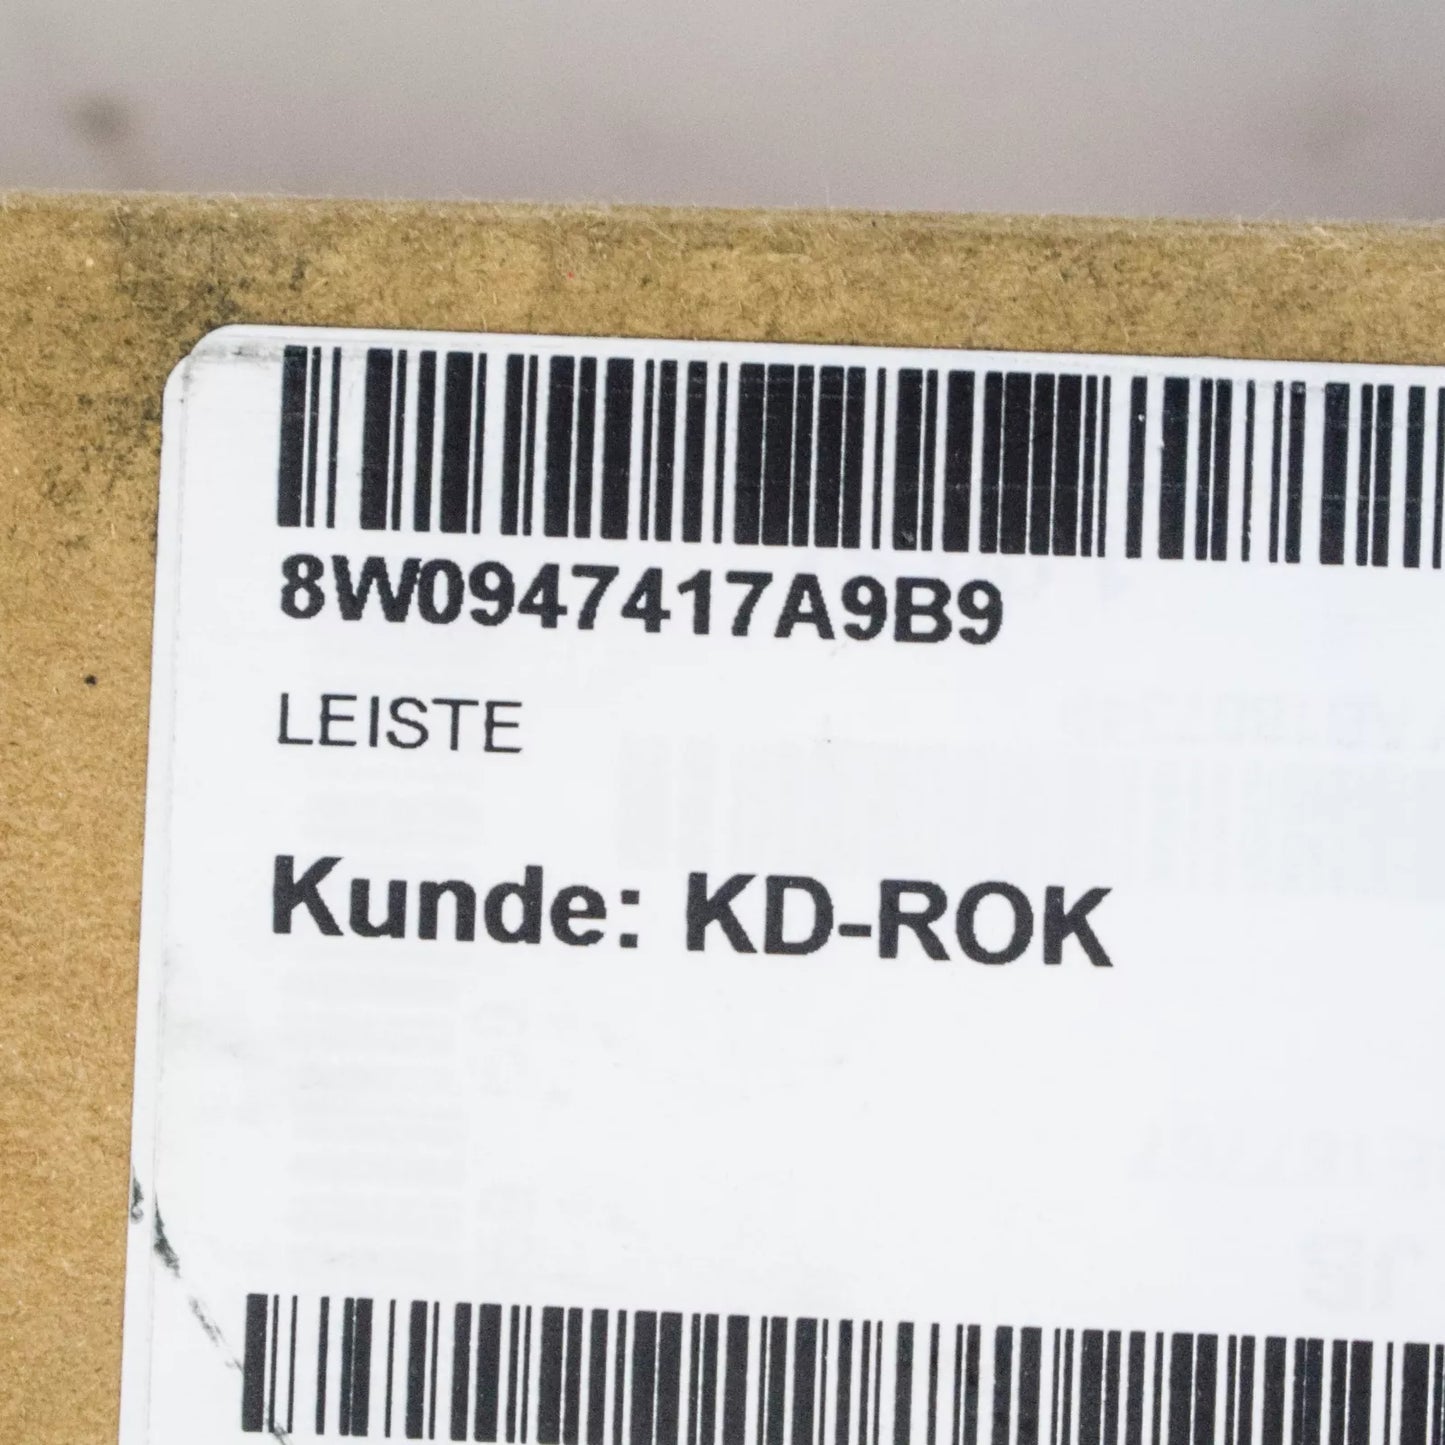 8W0947417A9B9
LEISTE
Kunde: KD-ROK